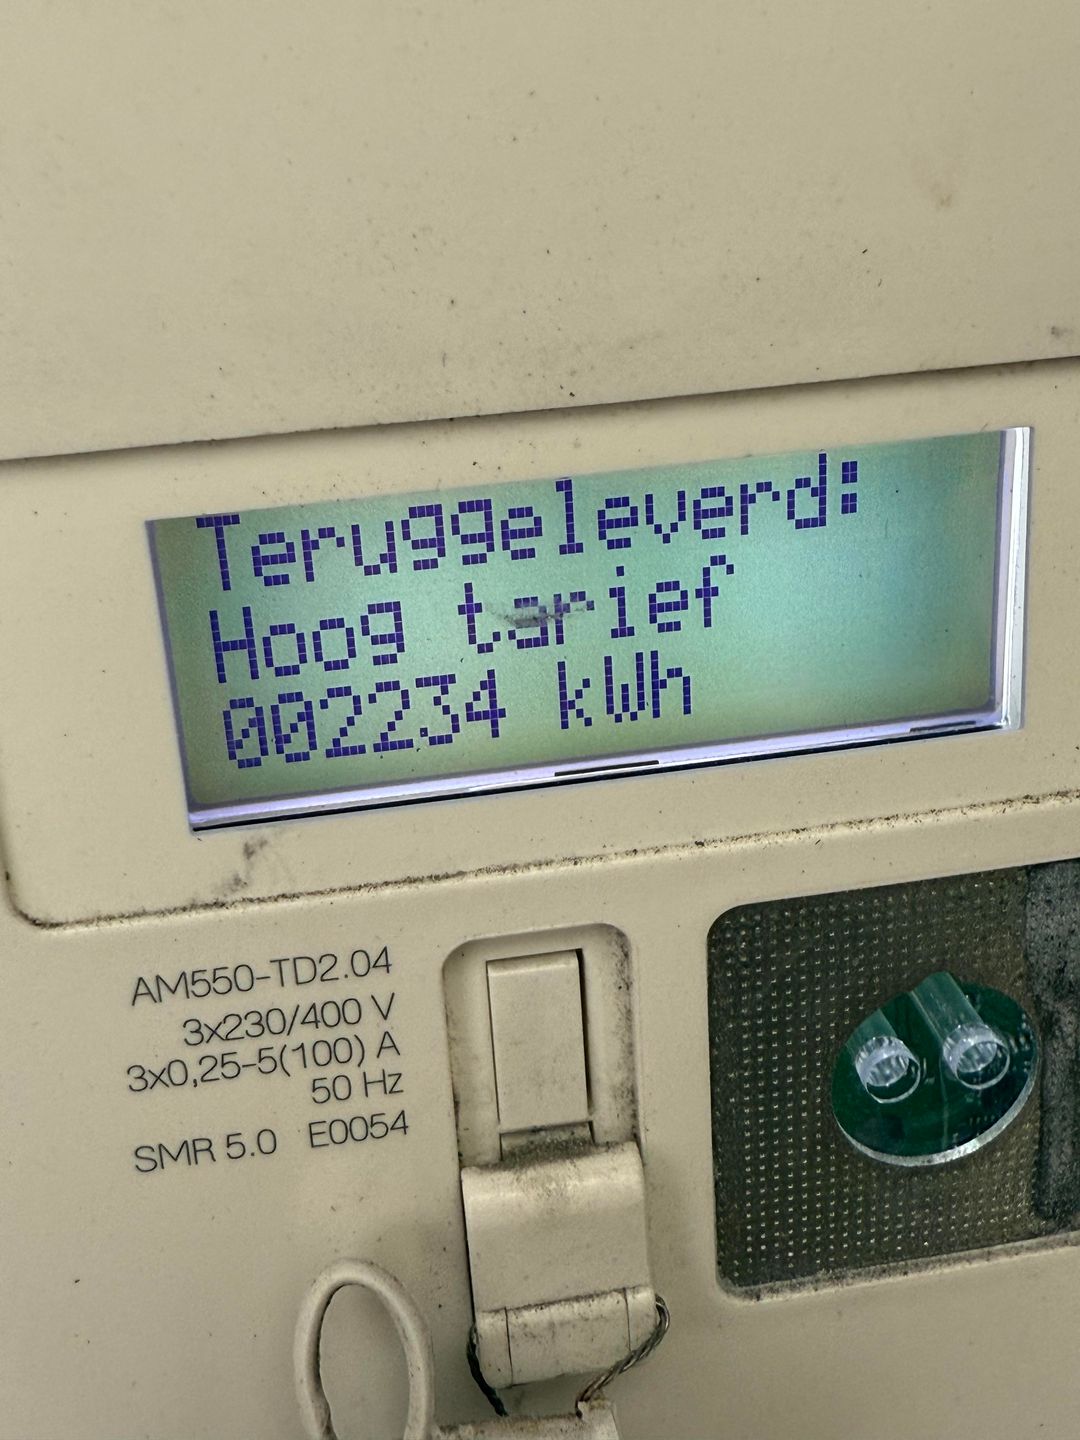 Teruggeleverd:
Hoog tarief
002234 kWh
AM550-TD2.04
3x230/400 V
3x0,25-5(100) A
50 Hz
SMR 5.0 E0054